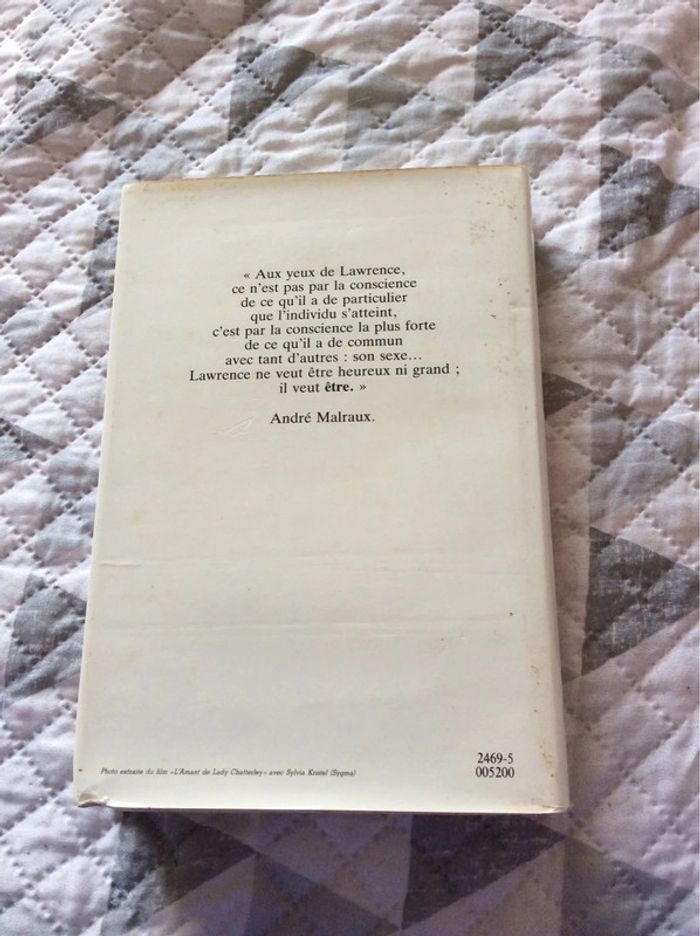 « Aux yeux de Lawrence,
ce n'est pas par la conscience
de ce qu'il a de particulier
que l'individu s'atteint,
c'est par la conscience la plus forte
de ce qu'il a de commun
avec tant d'autres : son sexe...
Lawrence ne veut être heureux ni grand ;
il veut être. »
André Malraux.
2469-5
005200
Photo extraite du film «L'Amant de Lady Chatterley» avec Sylvia Kristel (Sygma)